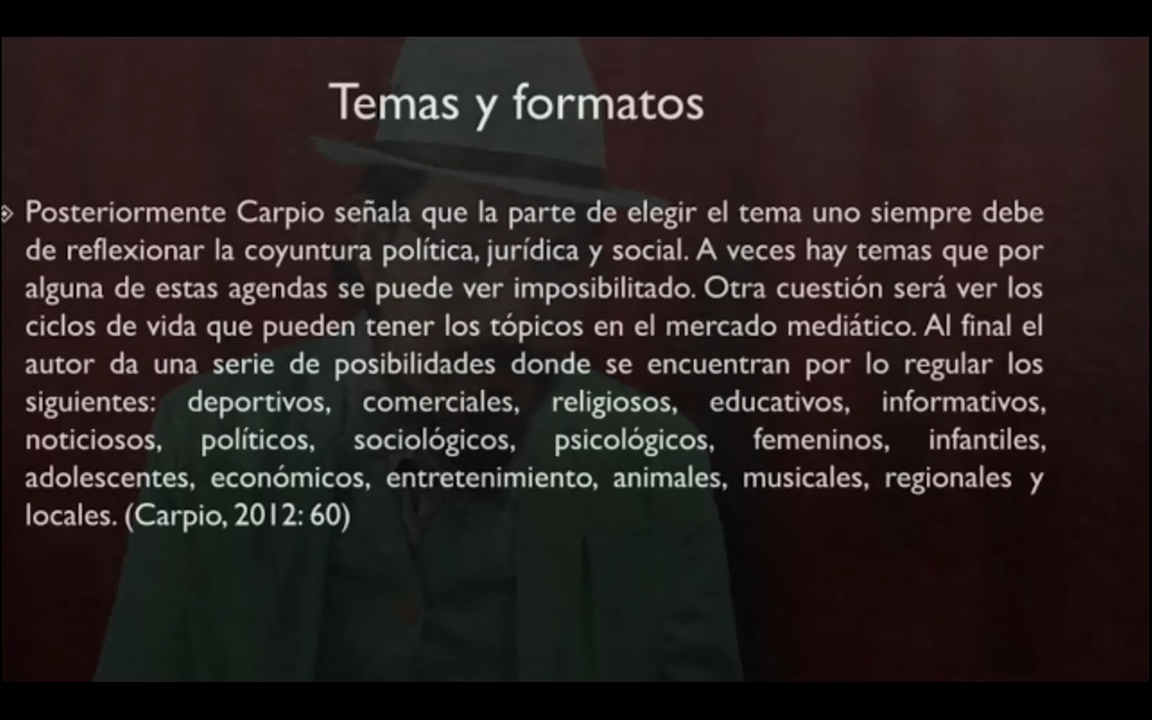 Temas y formatos
Posteriormente Carpio señala que la parte de elegir el tema uno siempre debe
de reflexionar la coyuntura política, jurídica y social. A veces hay temas que por
alguna de estas agendas se puede ver imposibilitado. Otra cuestión será ver los
ciclos de vida que pueden tener los tópicos en el mercado mediático. Al final el
autor da una serie de posibilidades donde se encuentran por lo regular los
siguientes: deportivos, comerciales, religiosos, educativos, informativos,
noticiosos, políticos, sociológicos, psicológicos, femeninos, infantiles,
adolescentes, económicos, entretenimiento, animales, musicales, regionales y
locales. (Carpio, 2012: 60)